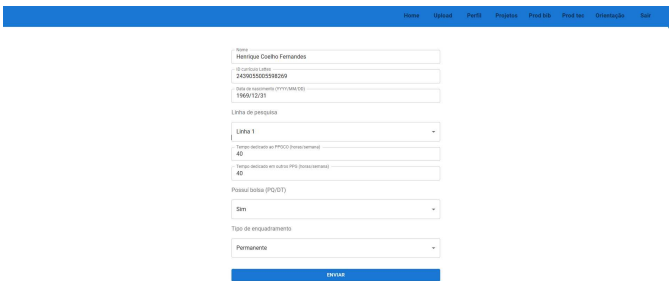 Home Upload Perfil Projetos Prod bib Prod tec Orientação Sair
Nome
Henrique Coelho Fernandes
ID Currículo Lattes
2439055005598269
Data de nascimento (YYYY/MM/DD)
1969/12/31
Linha de pesquisa
Linha 1
Tempo dedicado ao PPGCO (horas/semana)
40
Tempo dedicado em outros PPG (horas/semana)
40
Possui bolsa (PQ/DT)
Sim
Tipo de enquadramento
Permanente
ENVIAR